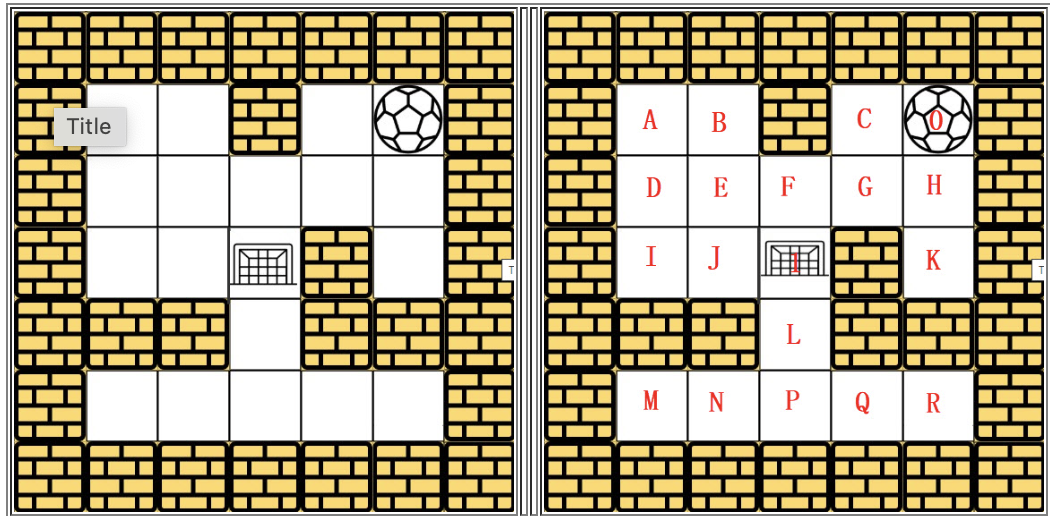 Title
A B C O
D E F G H
I J I K
T
T
L
M N P Q R